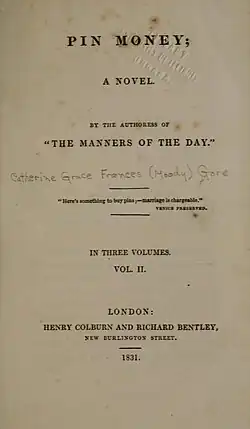 PIN MONEY;
A NOVEL.
BY THE AUTHORESS OF
"THE MANNERS OF THE DAY."
Catherine Grace Frances (Moody) Gore
"Here's something to buy pins,—marriage is chargeable."
VENICE PRESERVED.
IN THREE VOLUMES.
VOL. II.
LONDON:
HENRY COLBURN AND RICHARD BENTLEY,
NEW BURLINGTON STREET.
1831.